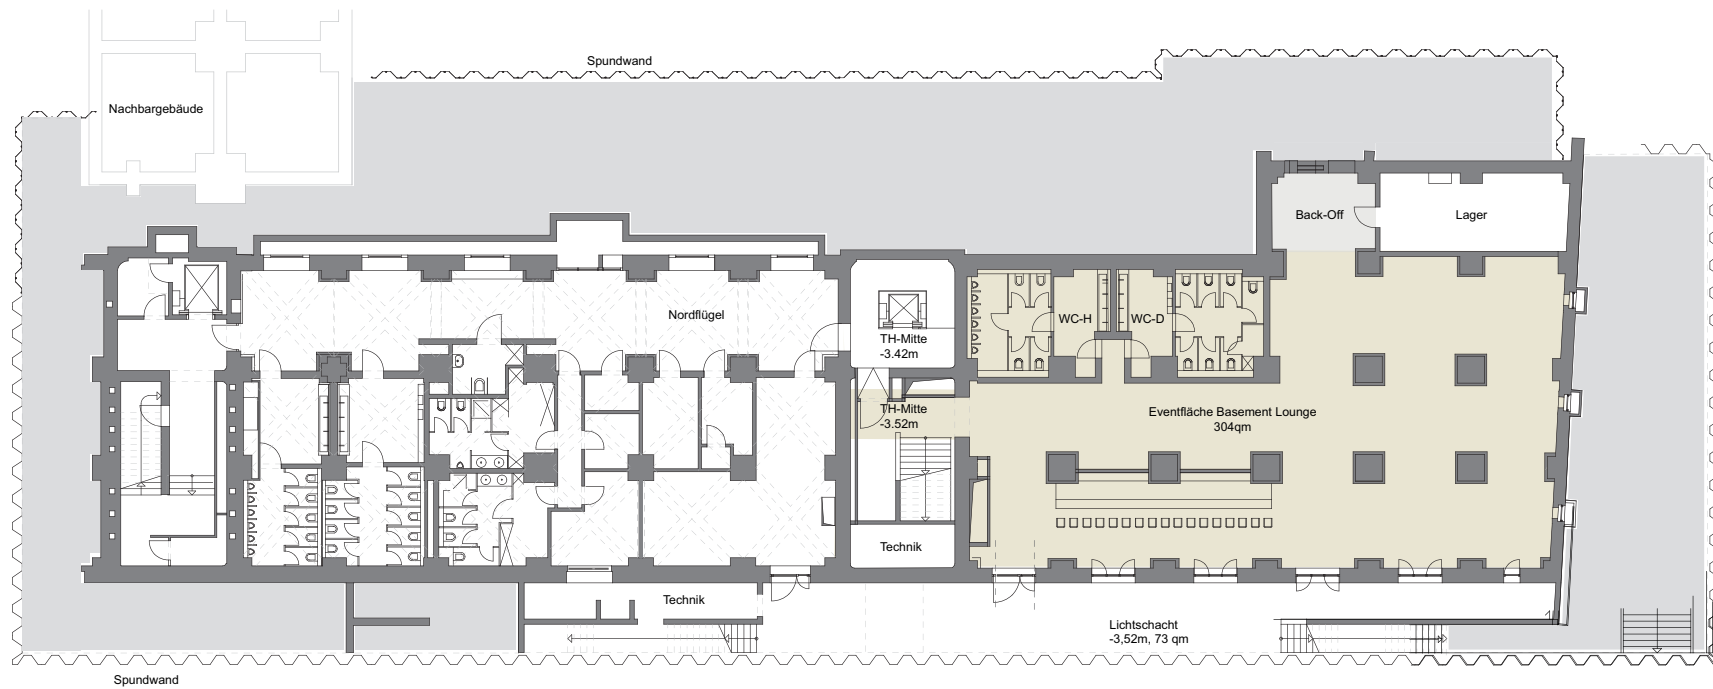 Spundwand
Nachbargebäude
Back-Off
Lager
Nordflügel
WC-H
WC-D
TH-Mitte
-3.42m
TH-Mitte
-3.52m
Eventfläche Basement Lounge
304qm
Technik
Technik
Lichtschacht
-3,52m, 73 qm
Spundwand